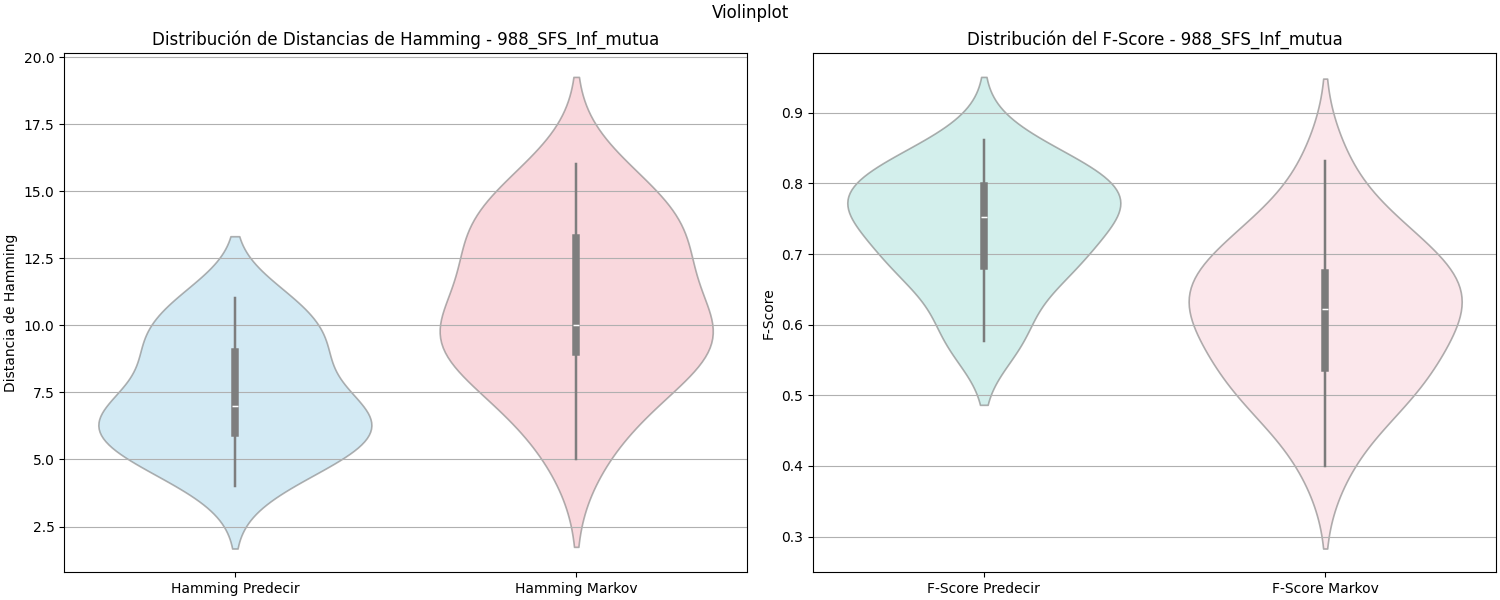 Violinplot
Distribución de Distancias de Hamming - 988_SFS_Inf_mutua
Distancia de Hamming
20.0
17.5
15.0
12.5
10.0
7.5
5.0
2.5
Hamming Predecir
Hamming Markov
Distribución del F-Score - 988_SFS_Inf_mutua
F-Score
0.9
0.8
0.7
0.6
0.5
0.4
0.3
F-Score Predecir
F-Score Markov